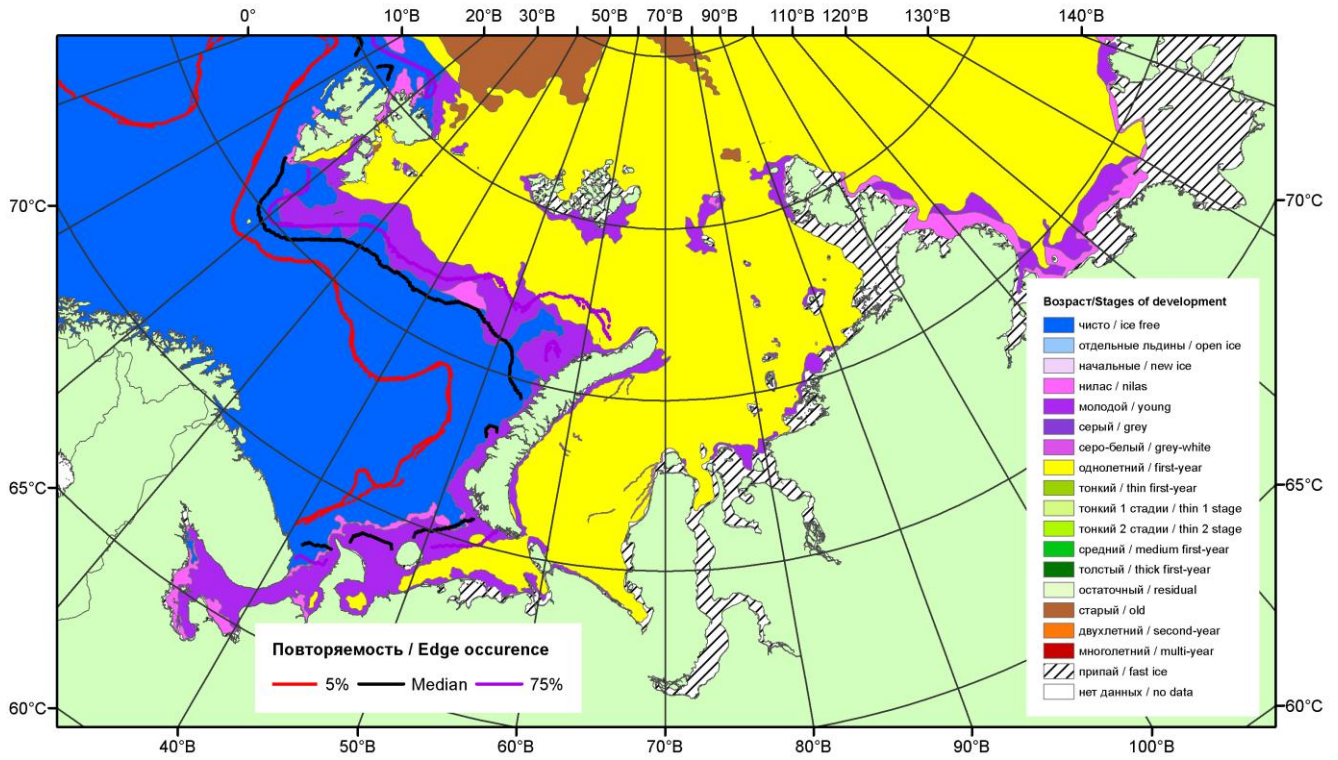 0° 10°В 20°В 30°В 50°В 70°В 90°В 110°В 120°В 130°В 140°В
70°С 70°С
Возраст/Stages of development
чисто / ice free
отдельные льдины / open ice
начальные / new ice
нилас / nilas
молодой / young
серый / grey
серо-белый / grey-white
однолетний / first-year
65°С 65°С
тонкий / thin first-year
тонкий 1 стадии / thin 1 stage
тонкий 2 стадии / thin 2 stage
средний / medium first-year
толстый / thick first-year
остаточный / residual
старый / old
двухлетний / second-year
многолетний / multi-year
припай / fast ice
нет данных / no data
Повторяемость / Edge occurence
5% Median 75%
60°С 60°С
40°В 50°В 60°В 70°В 80°В 90°В 100°В